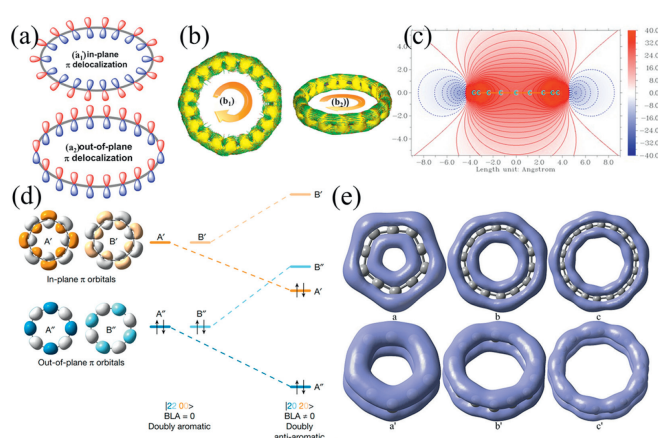 (a)
(a₁)in-plane
π delocalization
(a₂)out-of-plane
π delocalization
(b)
(b₁)
(b₂))
(c)
4.0
2.0
0.0
-2.0
-4.0
-8.0 -6.0 -4.0 -2.0 0.0 2.0 4.0 6.0 8.0
Length unit: Angstrom
40.0
32.0
24.0
16.0
8.0
0.0
-8.0
-16.0
-24.0
-32.0
-40.0
(d)
A′ B′ A′ B′ B′
In-plane π orbitals
B″
A′
A″ B″ A″ B″
Out-of-plane π orbitals
A″
|22 00> |20 20>
BLA = 0 BLA ≠ 0
Doubly aromatic Doubly
anti-aromatic
(e)
a b c
a' b' c'